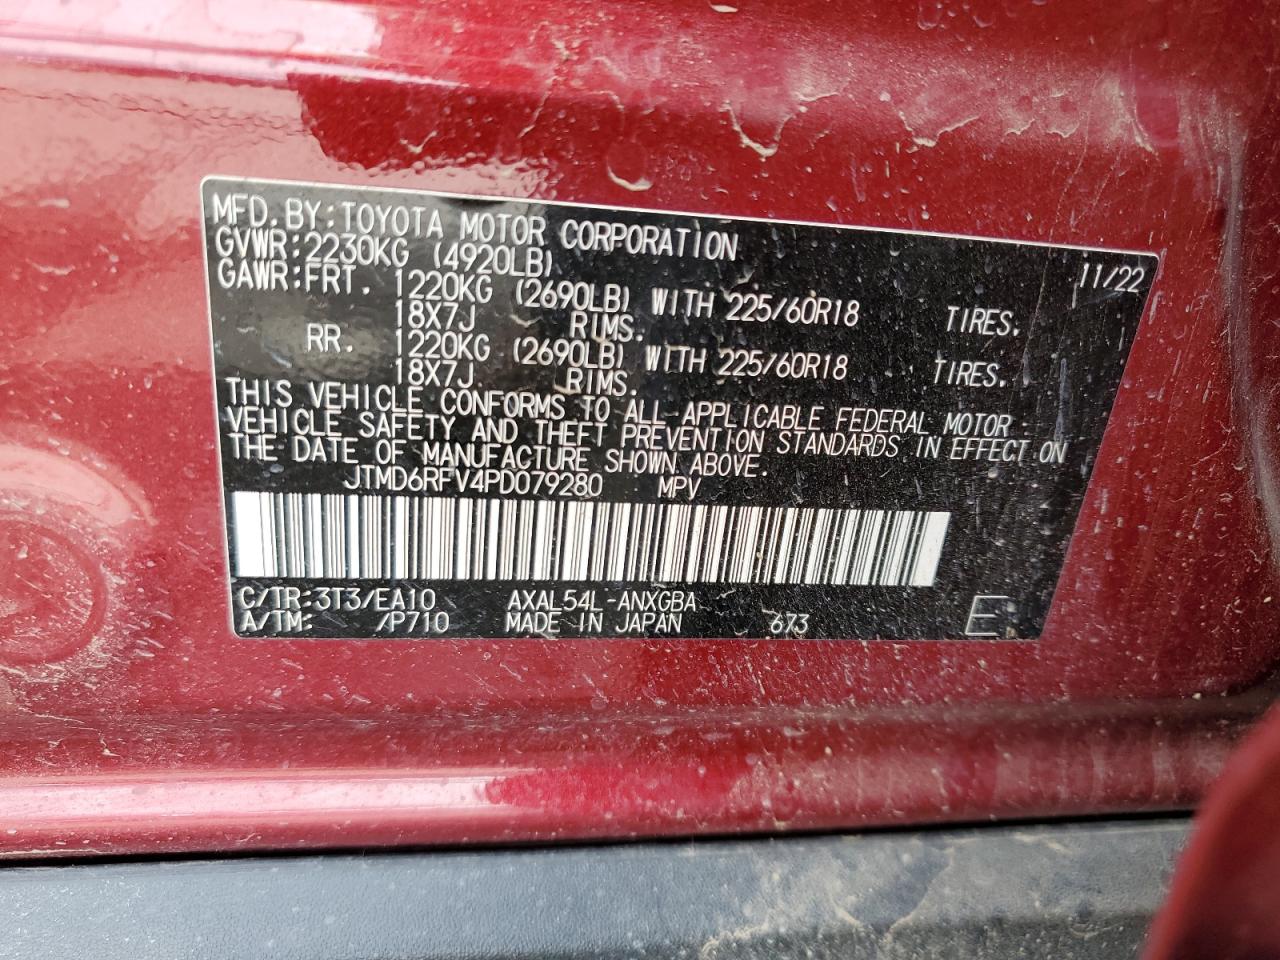 MFD.BY:TOYOTA MOTOR CORPORATION 11/22
GVWR:2230KG (4920LB)
GAWR:FRT. 1220KG (2690LB) WITH 225/60R18 TIRES.
18X7J RIMS.
RR. 1220KG (2690LB) WITH 225/60R18 TIRES.
18X7J RIMS.
THIS VEHICLE CONFORMS TO ALL APPLICABLE FEDERAL MOTOR
VEHICLE SAFETY AND THEFT PREVENTION STANDARDS IN EFFECT ON
THE DATE OF MANUFACTURE SHOWN ABOVE.
JTMD6RFV4PD079280 MPV
C/TR:3T3/EA10 AXAL54L-ANXGBA
A/TM: /P710 MADE IN JAPAN 673 E